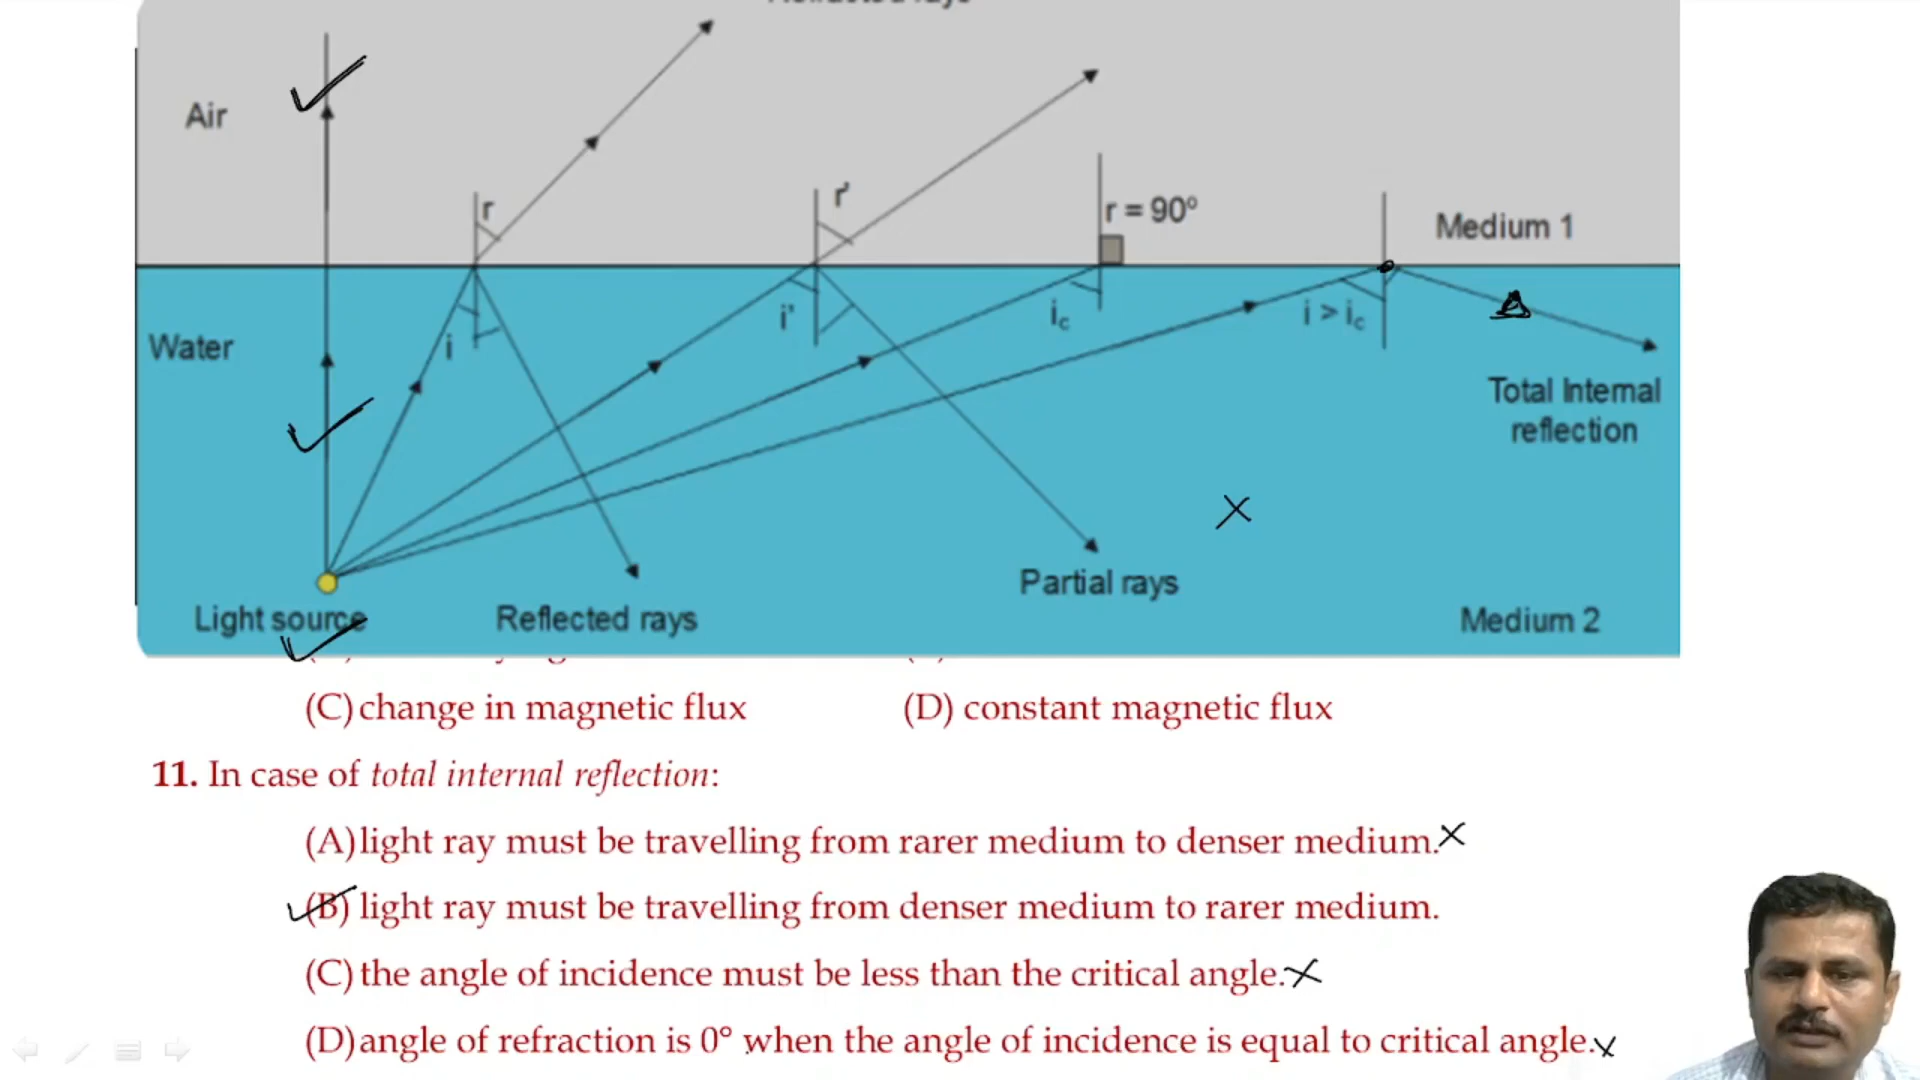 Refracted rays
Air
r
r'
r = 90º
Medium 1
Water
i
i'
ic
i > ic
Total Internal
reflection
Partial rays
Light source
Reflected rays
Medium 2
(C) change in magnetic flux
(D) constant magnetic flux
11. In case of total internal reflection:
(A) light ray must be travelling from rarer medium to denser medium.
(B) light ray must be travelling from denser medium to rarer medium.
(C) the angle of incidence must be less than the critical angle.
(D) angle of refraction is 0° when the angle of incidence is equal to critical angle.